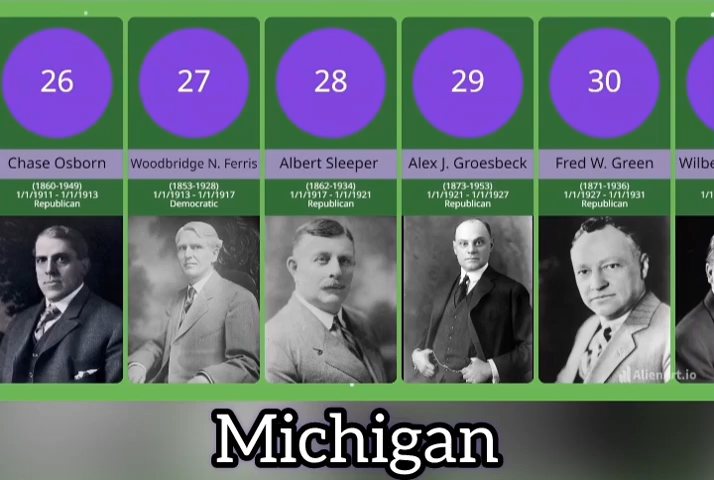 26
27
28
29
30
Chase Osborn
Woodbridge N. Ferris
Albert Sleeper
Alex J. Groesbeck
Fred W. Green
Wilbe
(1860-1949)
1/1/1911 - 1/1/1913
Republican
(1853-1928)
1/1/1913 - 1/1/1917
Democratic
(1862-1934)
1/1/1917 - 1/1/1921
Republican
(1873-1953)
1/1/1921 - 1/1/1927
Republican
(1871-1936)
1/1/1927 - 1/1/1931
Republican
Michigan